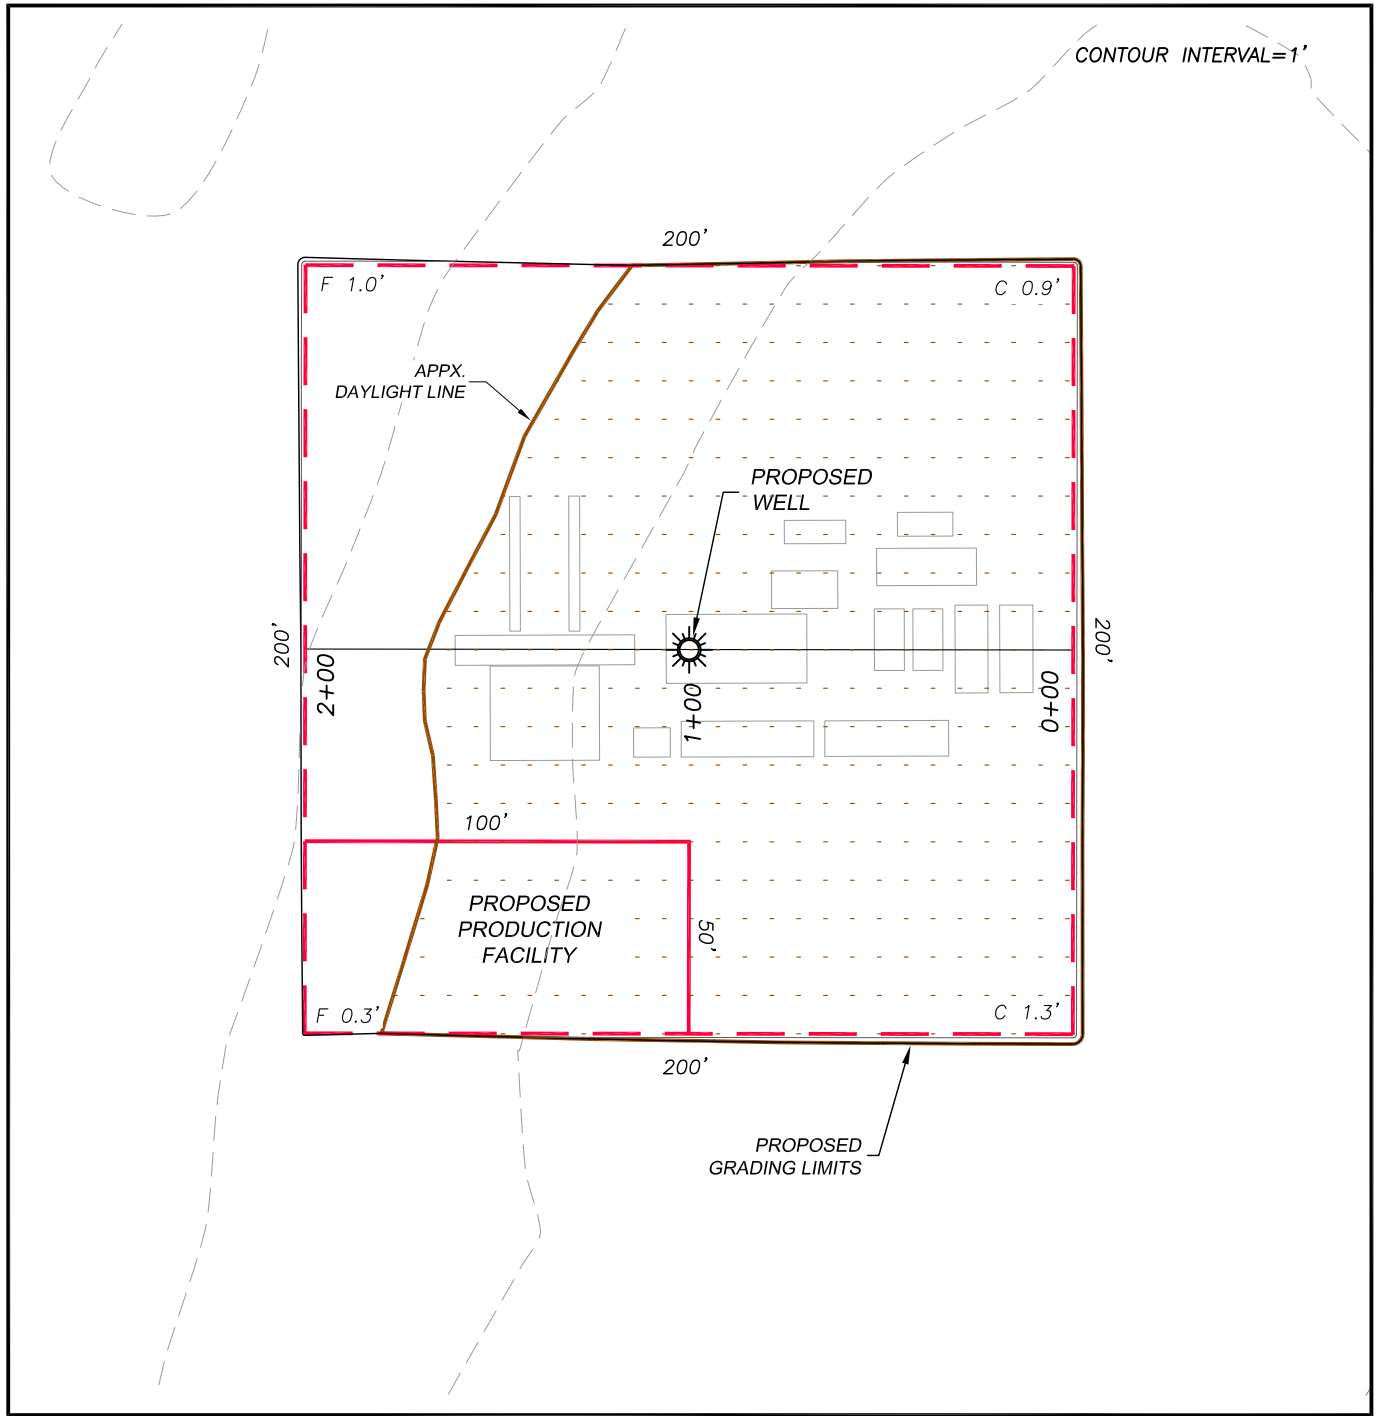 CONTOUR INTERVAL=1'
200'
F 1.0'
C 0.9'
APPX.
DAYLIGHT LINE
PROPOSED
WELL
200'
2+00
1+00
0+00
200'
100'
PROPOSED
PRODUCTION
FACILITY
50'
F 0.3'
C 1.3'
200'
PROPOSED
GRADING LIMITS